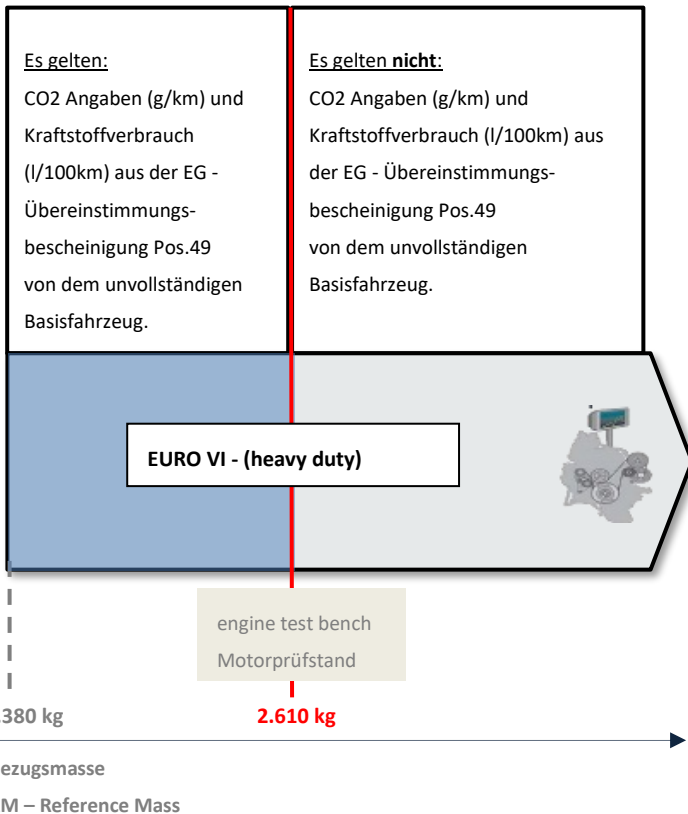 Es gelten:
CO2 Angaben (g/km) und
Kraftstoffverbrauch
(l/100km) aus der EG -
Übereinstimmungs-
bescheinigung Pos.49
von dem unvollständigen
Basisfahrzeug.
Es gelten nicht:
CO2 Angaben (g/km) und
Kraftstoffverbrauch (l/100km) aus
der EG - Übereinstimmungs-
bescheinigung Pos.49
von dem unvollständigen
Basisfahrzeug.
EURO VI - (heavy duty)
engine test bench
Motorprüfstand
.380 kg
2.610 kg
ezugsmasse
M – Reference Mass